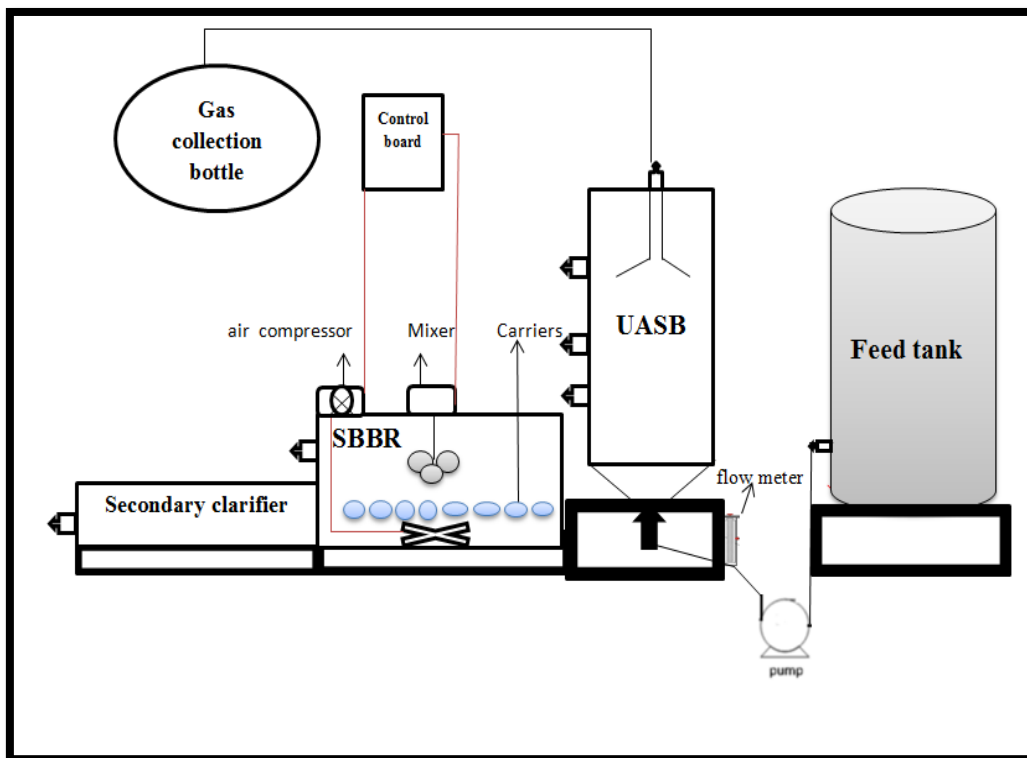 Gas
collection
bottle
Control
board
air compressor
Mixer
Carriers
UASB
Feed tank
SBBR
flow meter
Secondary clarifier
pump